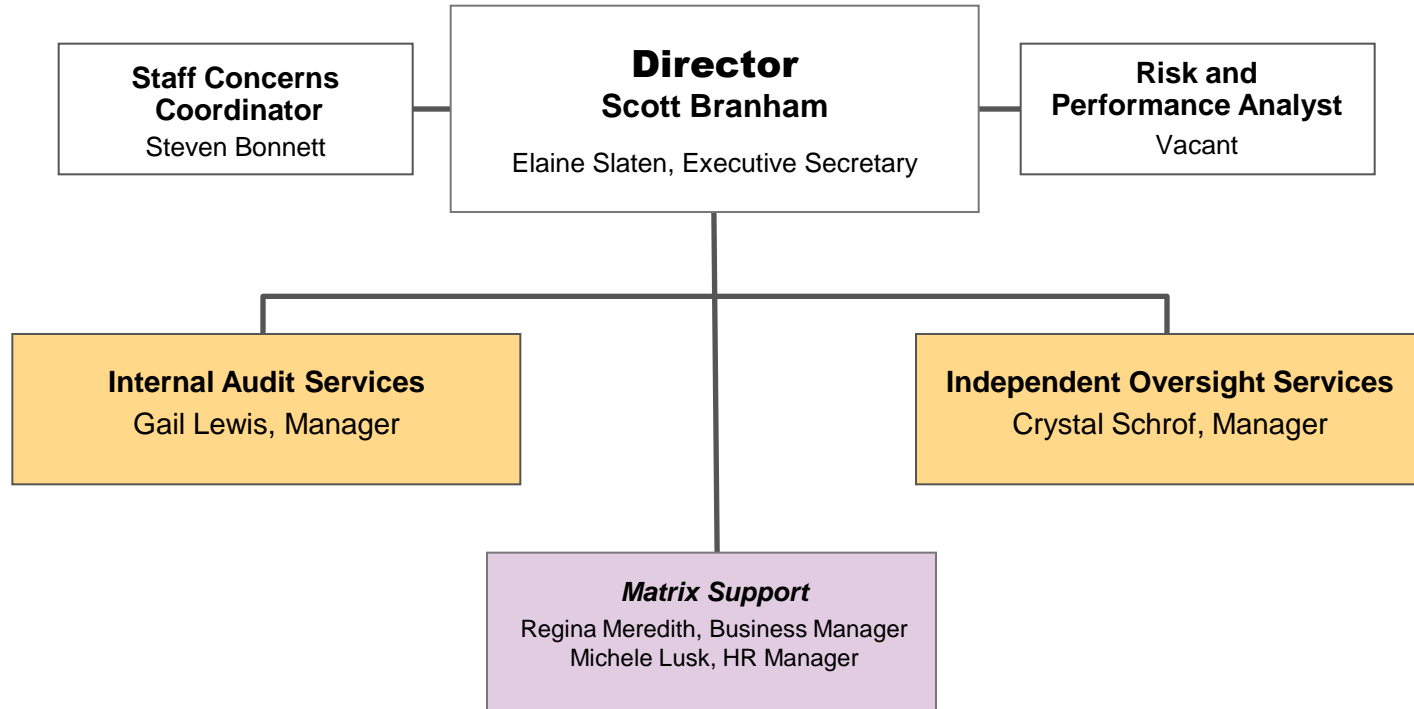 Staff Concerns
Coordinator
Steven Bonnett
Director
Scott Branham
Elaine Slaten, Executive Secretary
Risk and
Performance Analyst
Vacant
Internal Audit Services
Gail Lewis, Manager
Independent Oversight Services
Crystal Schrof, Manager
Matrix Support
Regina Meredith, Business Manager
Michele Lusk, HR Manager